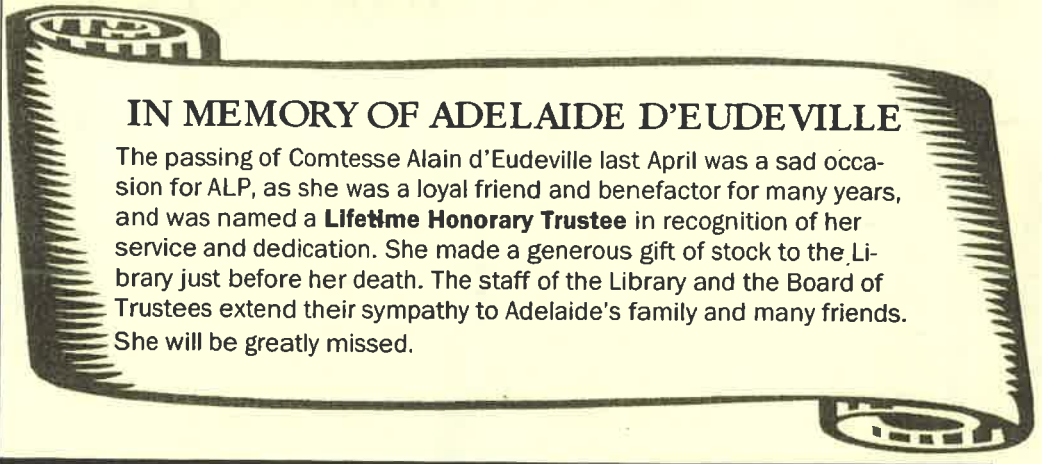 IN MEMORY OF ADELAIDE D'EUDEVILLE
The passing of Comtesse Alain d'Eudeville last April was a sad occa-
sion for ALP, as she was a loyal friend and benefactor for many years,
and was named a Lifetime Honorary Trustee in recognition of her
service and dedication. She made a generous gift of stock to the Li-
brary just before her death. The staff of the Library and the Board of
Trustees extend their sympathy to Adelaide's family and many friends.
She will be greatly missed.